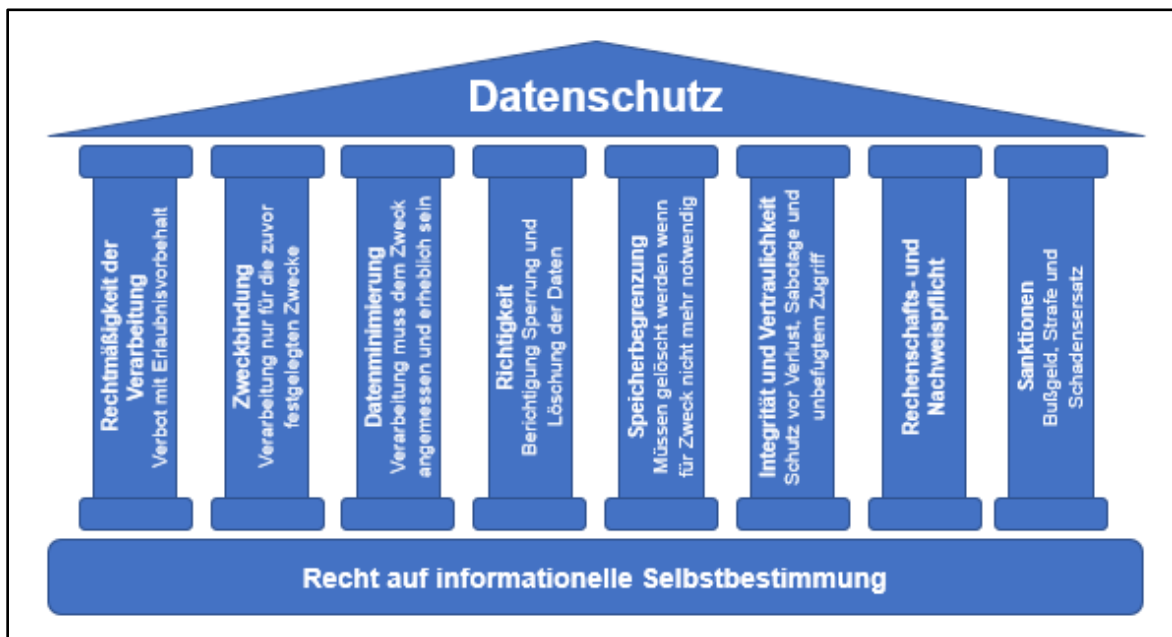 Datenschutz
Rechtmäßigkeit der
Verarbeitung
Verbot mit Erlaubnisvorbehalt
Zweckbindung
Verarbeitung nur für die zuvor
festgelegten Zwecke
Datenminimierung
Verarbeitung muss dem Zweck
angemessen und erheblich sein
Richtigkeit
Berichtigung Sperrung und
Löschung der Daten
Speicherbegrenzung
Müssen gelöscht werden wenn
für Zweck nicht mehr notwendig
Integrität und Vertraulichkeit
Schutz vor Verlust, Sabotage und
unbefugtem Zugriff
Rechenschafts- und
Nachweispflicht
Sanktionen
Bußgeld, Strafe und
Schadensersatz
Recht auf informationelle Selbstbestimmung